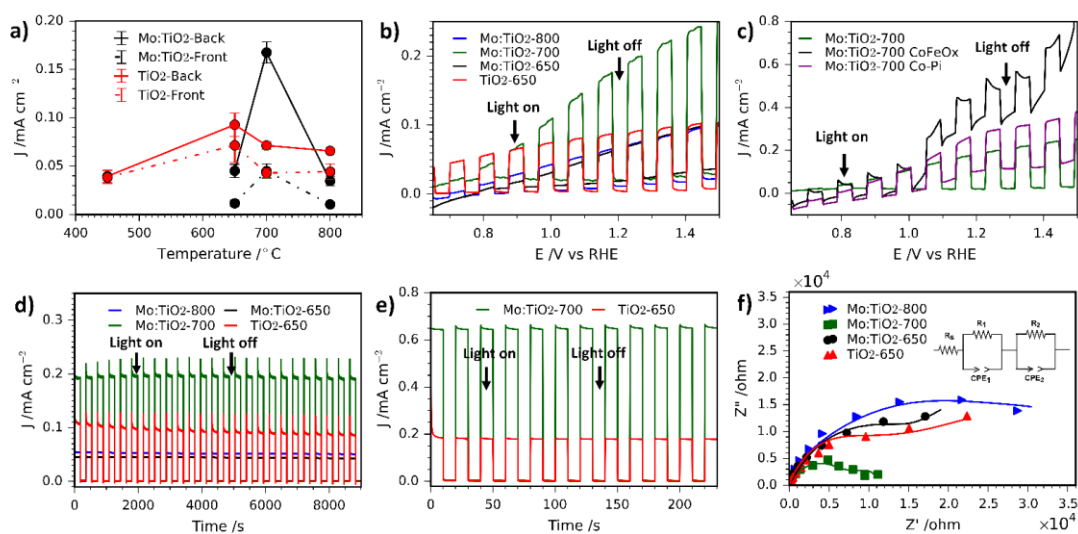 a)
J /mA cm⁻²
0.20
0.15
0.10
0.05
0.00
Mo:TiO2-Back
Mo:TiO2-Front
TiO2-Back
TiO2-Front
400 500 600 700 800 900
Temperature /°C
b)
J /mA cm⁻²
0.2
0.1
0.0
Mo:TiO2-800
Mo:TiO2-700
Mo:TiO2-650
TiO2-650
Light off
Light on
0.8 1.0 1.2 1.4
E /V vs RHE
c)
J /mA cm⁻²
0.8
0.6
0.4
0.2
0.0
Mo:TiO2-700
Mo:TiO2-700 CoFeOx
Mo:TiO2-700 Co-Pi
Light off
Light on
0.8 1.0 1.2 1.4
E /V vs RHE
d)
J /mA cm⁻²
0.3
0.2
0.1
0.0
Mo:TiO2-800 Mo:TiO2-650
Mo:TiO2-700 TiO2-650
Light on Light off
0 2000 4000 6000 8000
Time /s
e)
J /mA cm⁻²
0.8
0.6
0.4
0.2
0.0
Mo:TiO2-700 TiO2-650
Light on Light off
0 50 100 150 200
Time /s
f)
×10⁴
Z" /ohm
3.6
3.0
2.5
2.0
1.5
1.0
0.5
0.0
Mo:TiO2-800
Mo:TiO2-700
Mo:TiO2-650
TiO2-650
R₁ R₂
CPE₁ CPE₂
0.0 0.5 1.0 1.5 2.0 2.5 3.0 3.6
Z' /ohm ×10⁴